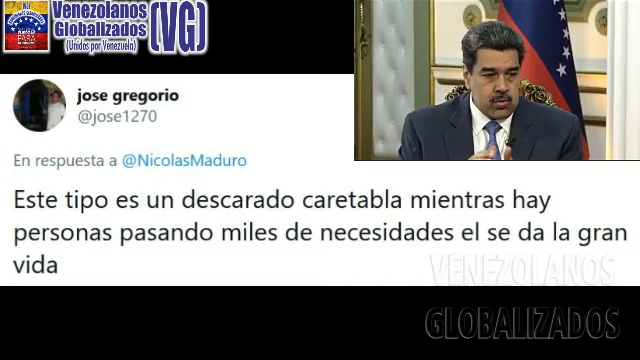 Venezolanos
Globalizados
(Unidos por Venezuela)
(VG)
jose gregorio
@jose1270
En respuesta a @NicolasMaduro
Este tipo es un descarado caretabla mientras hay
personas pasando miles de necesidades el se da la gran
vida
VENEZOLANOS
GLOBALIZADOS